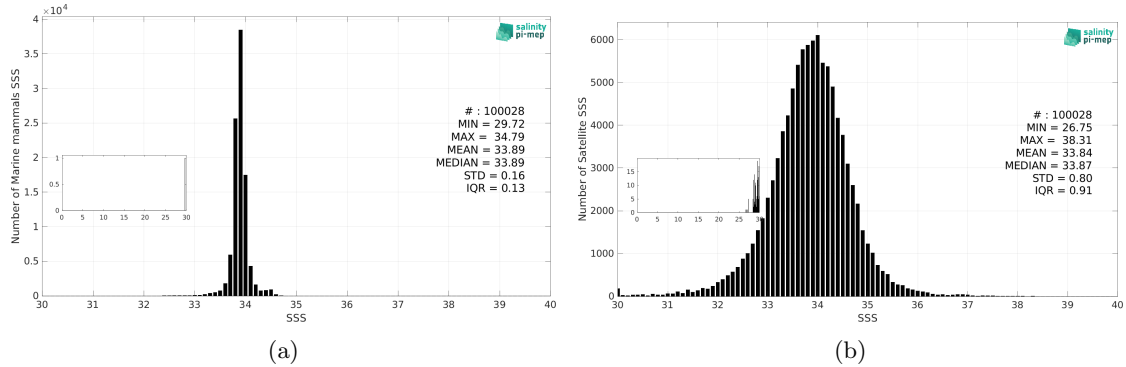 ×10⁴
4
3.5
3
2.5
2
1.5
1
0.5
0
Number of Marine mammals SSS
salinity
pi-mep
# : 100028
MIN = 29.72
MAX = 34.79
MEAN = 33.89
MEDIAN = 33.89
STD = 0.16
IQR = 0.13
1
0.5
0
0 5 10 15 20 25 30
30 31 32 33 34 35 36 37 38 39 40
SSS
(a)
6000
5000
4000
3000
2000
1000
0
Number of Satellite SSS
salinity
pi-mep
# : 100028
MIN = 26.75
MAX = 38.31
MEAN = 33.84
MEDIAN = 33.87
STD = 0.80
IQR = 0.91
15
10
5
0
0 5 10 15 20 25 30
30 31 32 33 34 35 36 37 38 39 40
SSS
(b)